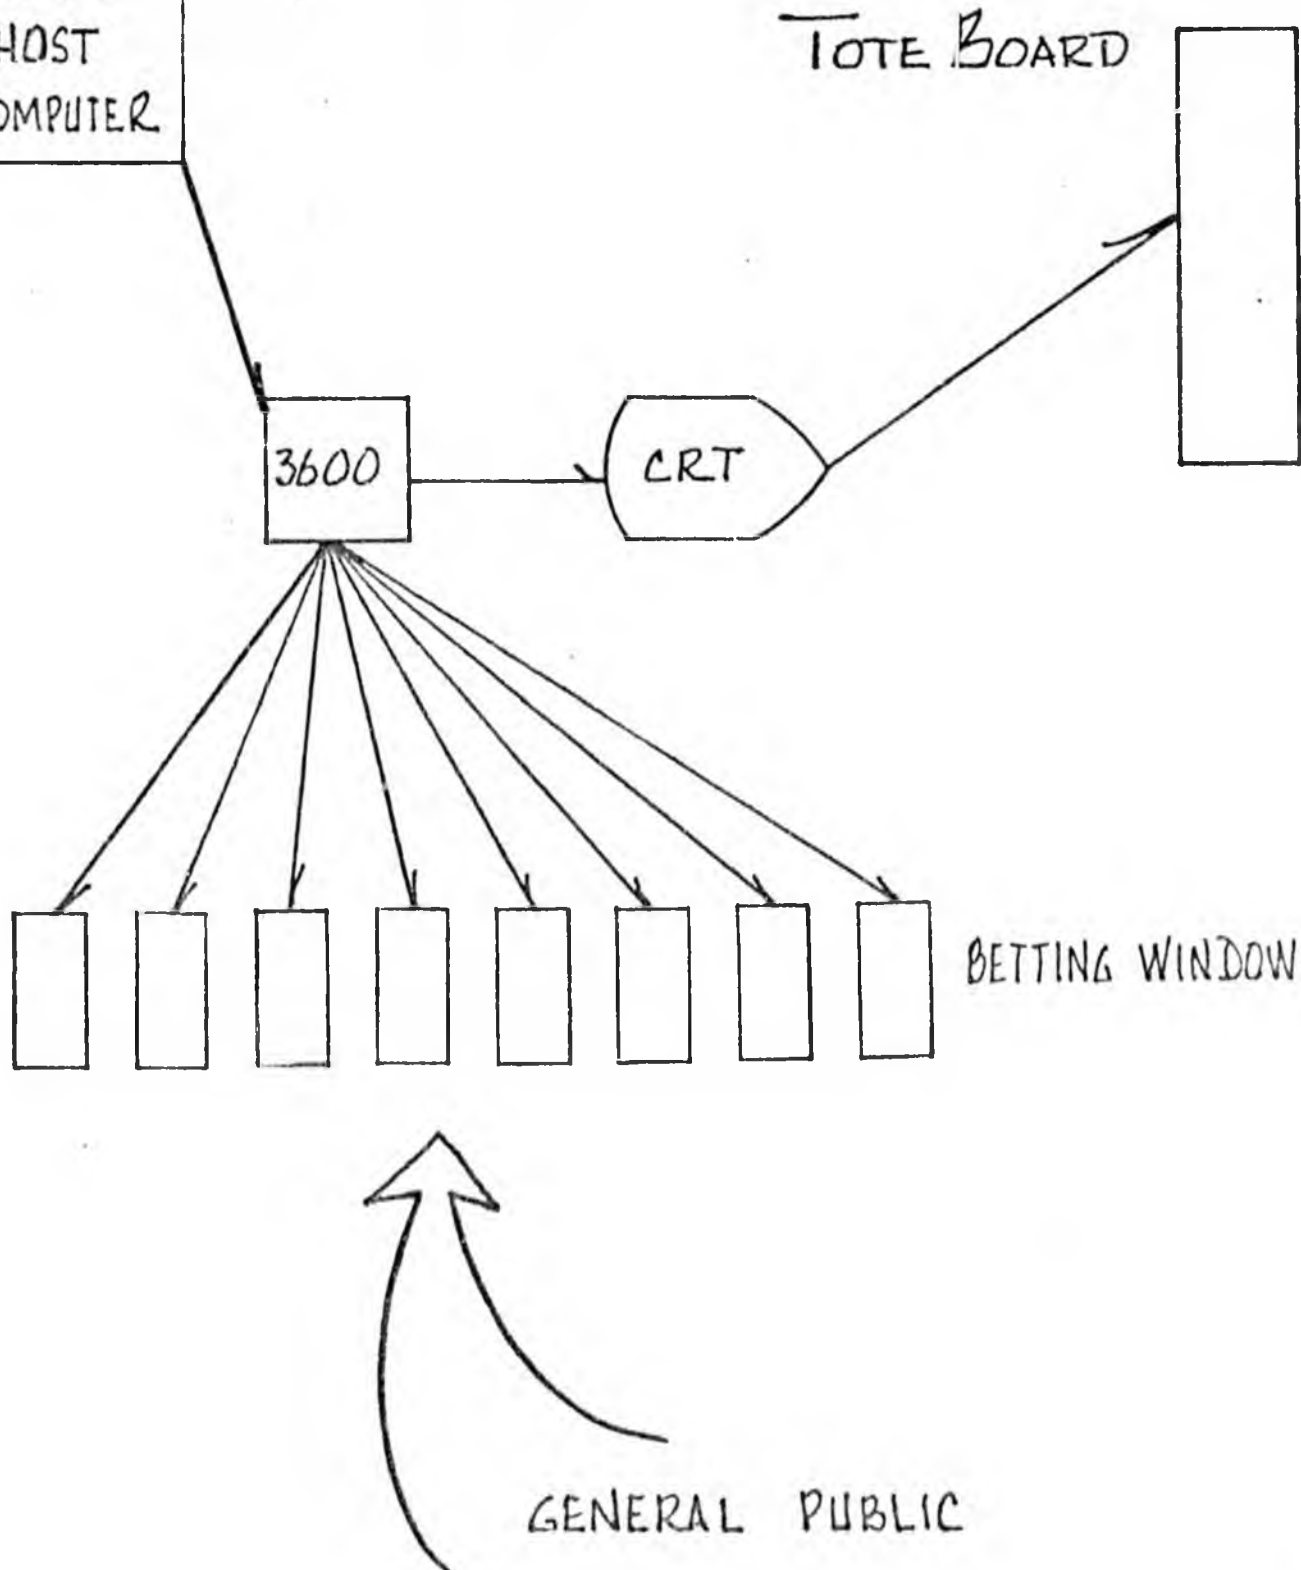 HOST
OMPUTER
TOTE BOARD
3600
CRT
BETTING WINDOW
GENERAL PUBLIC